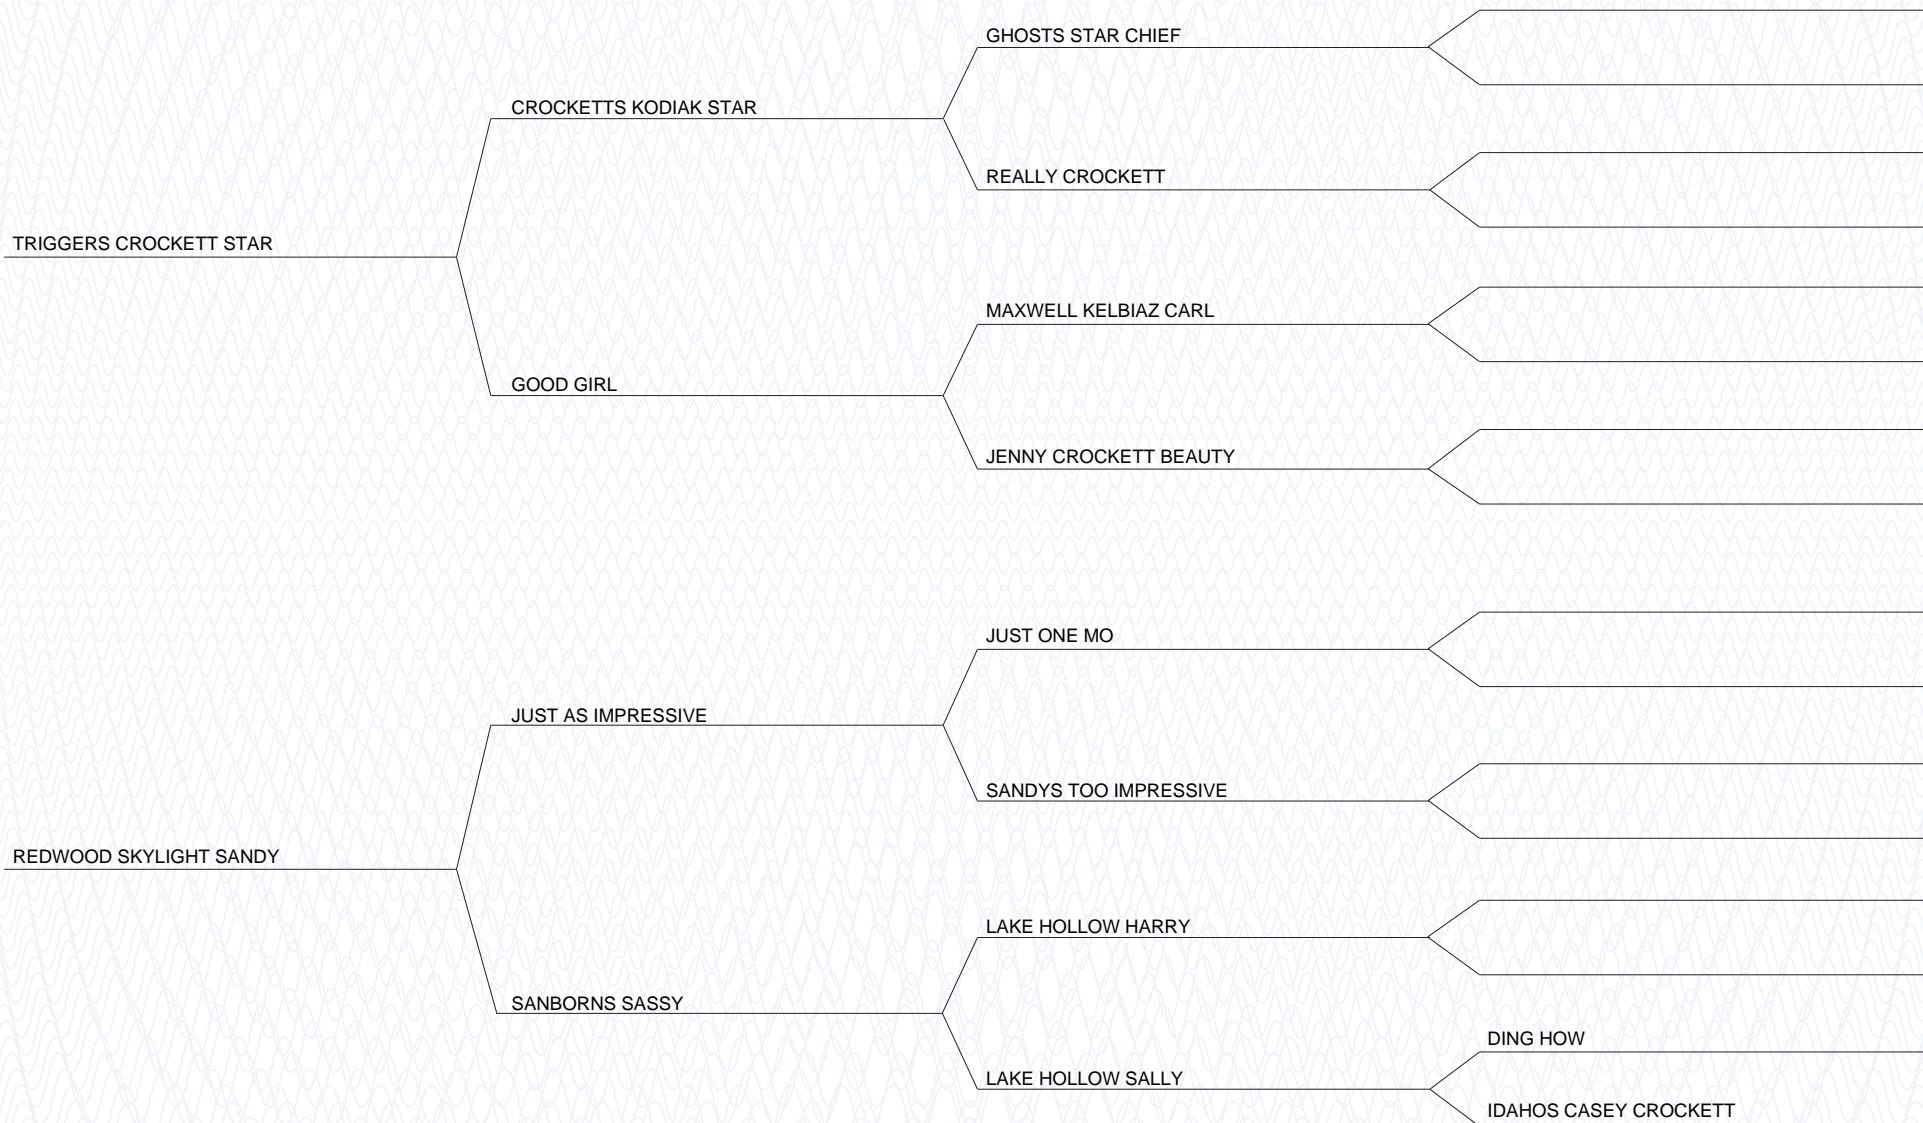 GHOSTS STAR CHIEF
CROCKETTS KODIAK STAR
REALLY CROCKETT
TRIGGERS CROCKETT STAR
MAXWELL KELBIAZ CARL
GOOD GIRL
JENNY CROCKETT BEAUTY
JUST ONE MO
JUST AS IMPRESSIVE
SANDYS TOO IMPRESSIVE
REDWOOD SKYLIGHT SANDY
LAKE HOLLOW HARRY
SANBORNS SASSY
DING HOW
LAKE HOLLOW SALLY
IDAHOS CASEY CROCKETT